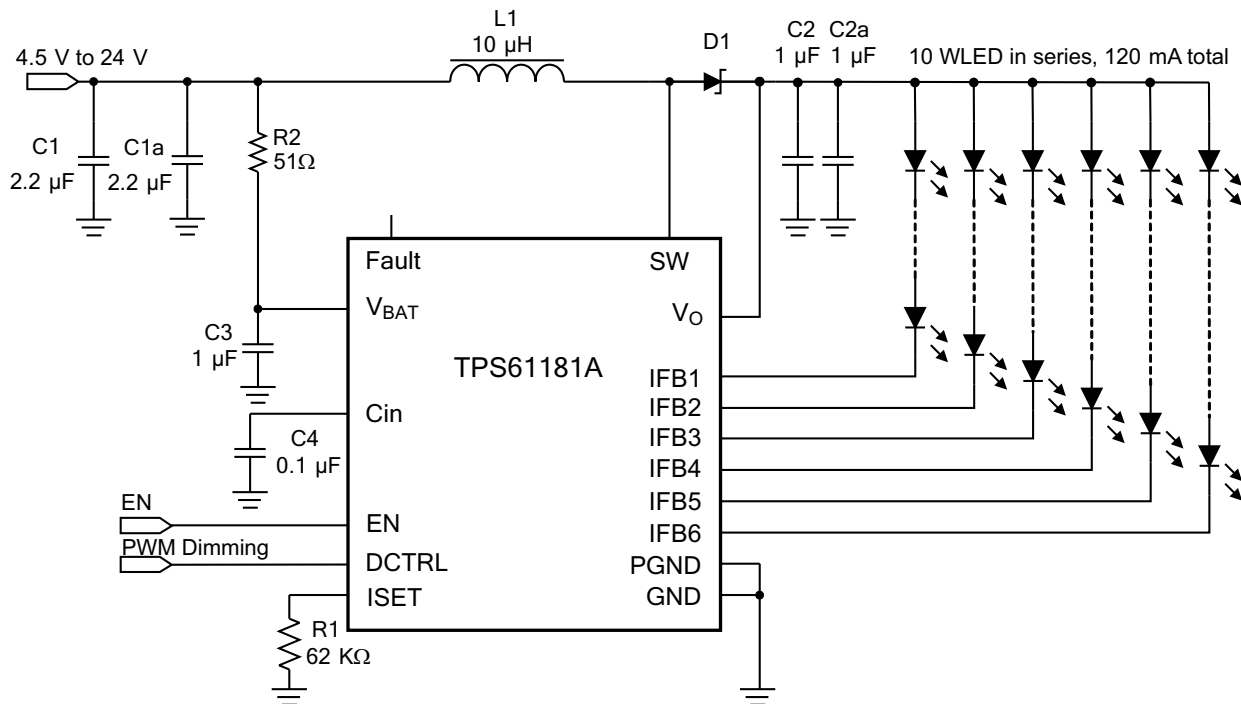 4.5 V to 24 V
L1
10 µH
D1
C2
1 µF
C2a
1 µF
10 WLED in series, 120 mA total
C1
2.2 µF
C1a
2.2 µF
R2
51Ω
Fault
SW
VBAT
VO
C3
1 µF
TPS61181A
IFB1
IFB2
IFB3
IFB4
IFB5
IFB6
Cin
C4
0.1 µF
EN
EN
PWM Dimming
DCTRL
PGND
ISET
GND
R1
62 KΩ